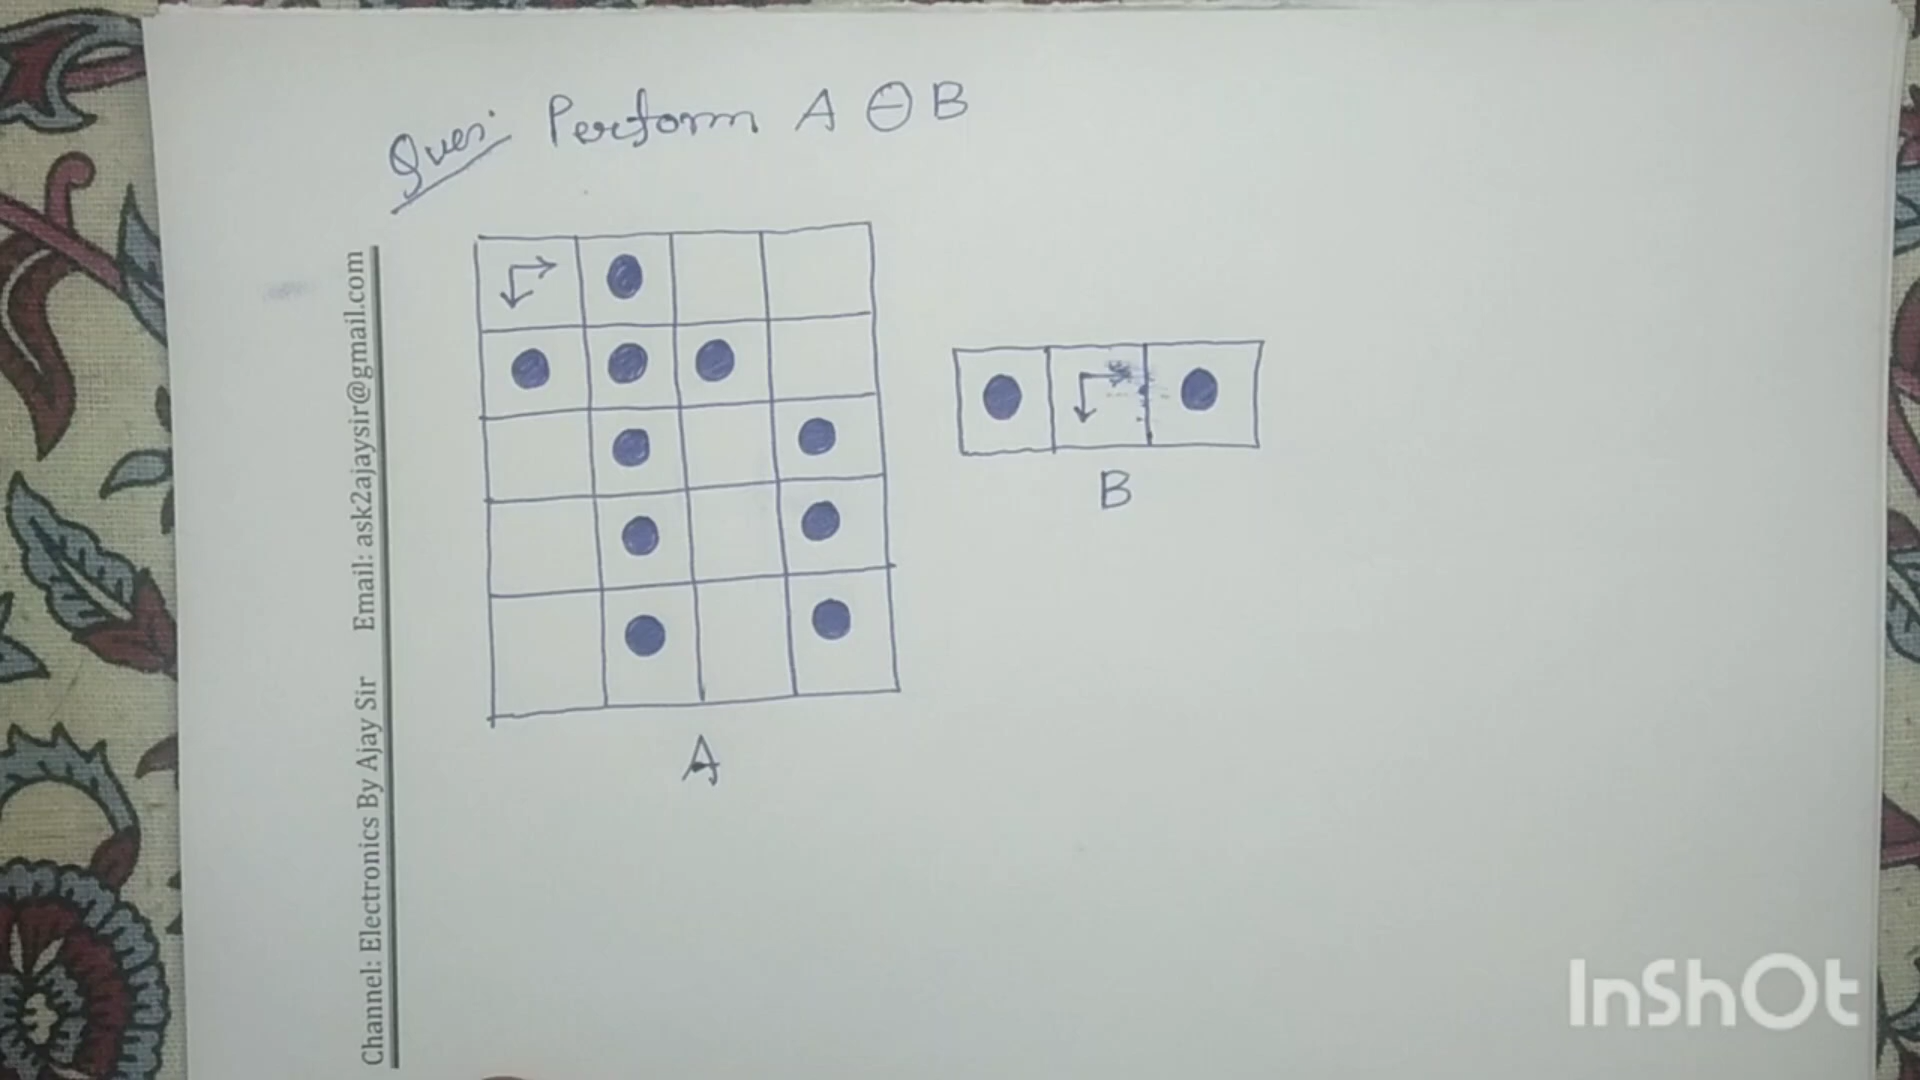 Ques: Perform A ⊖ B
A
B
Channel: Electronics By Ajay Sir Email: ask2ajaysir@gmail.com
InShOt